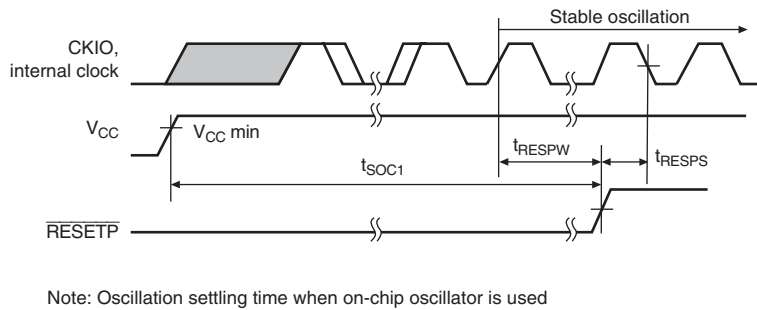 Stable oscillation
CKIO,
internal clock
VCC
VCC min
tRESPW
tRESPS
tSOC1
RESETP
Note: Oscillation settling time when on-chip oscillator is used